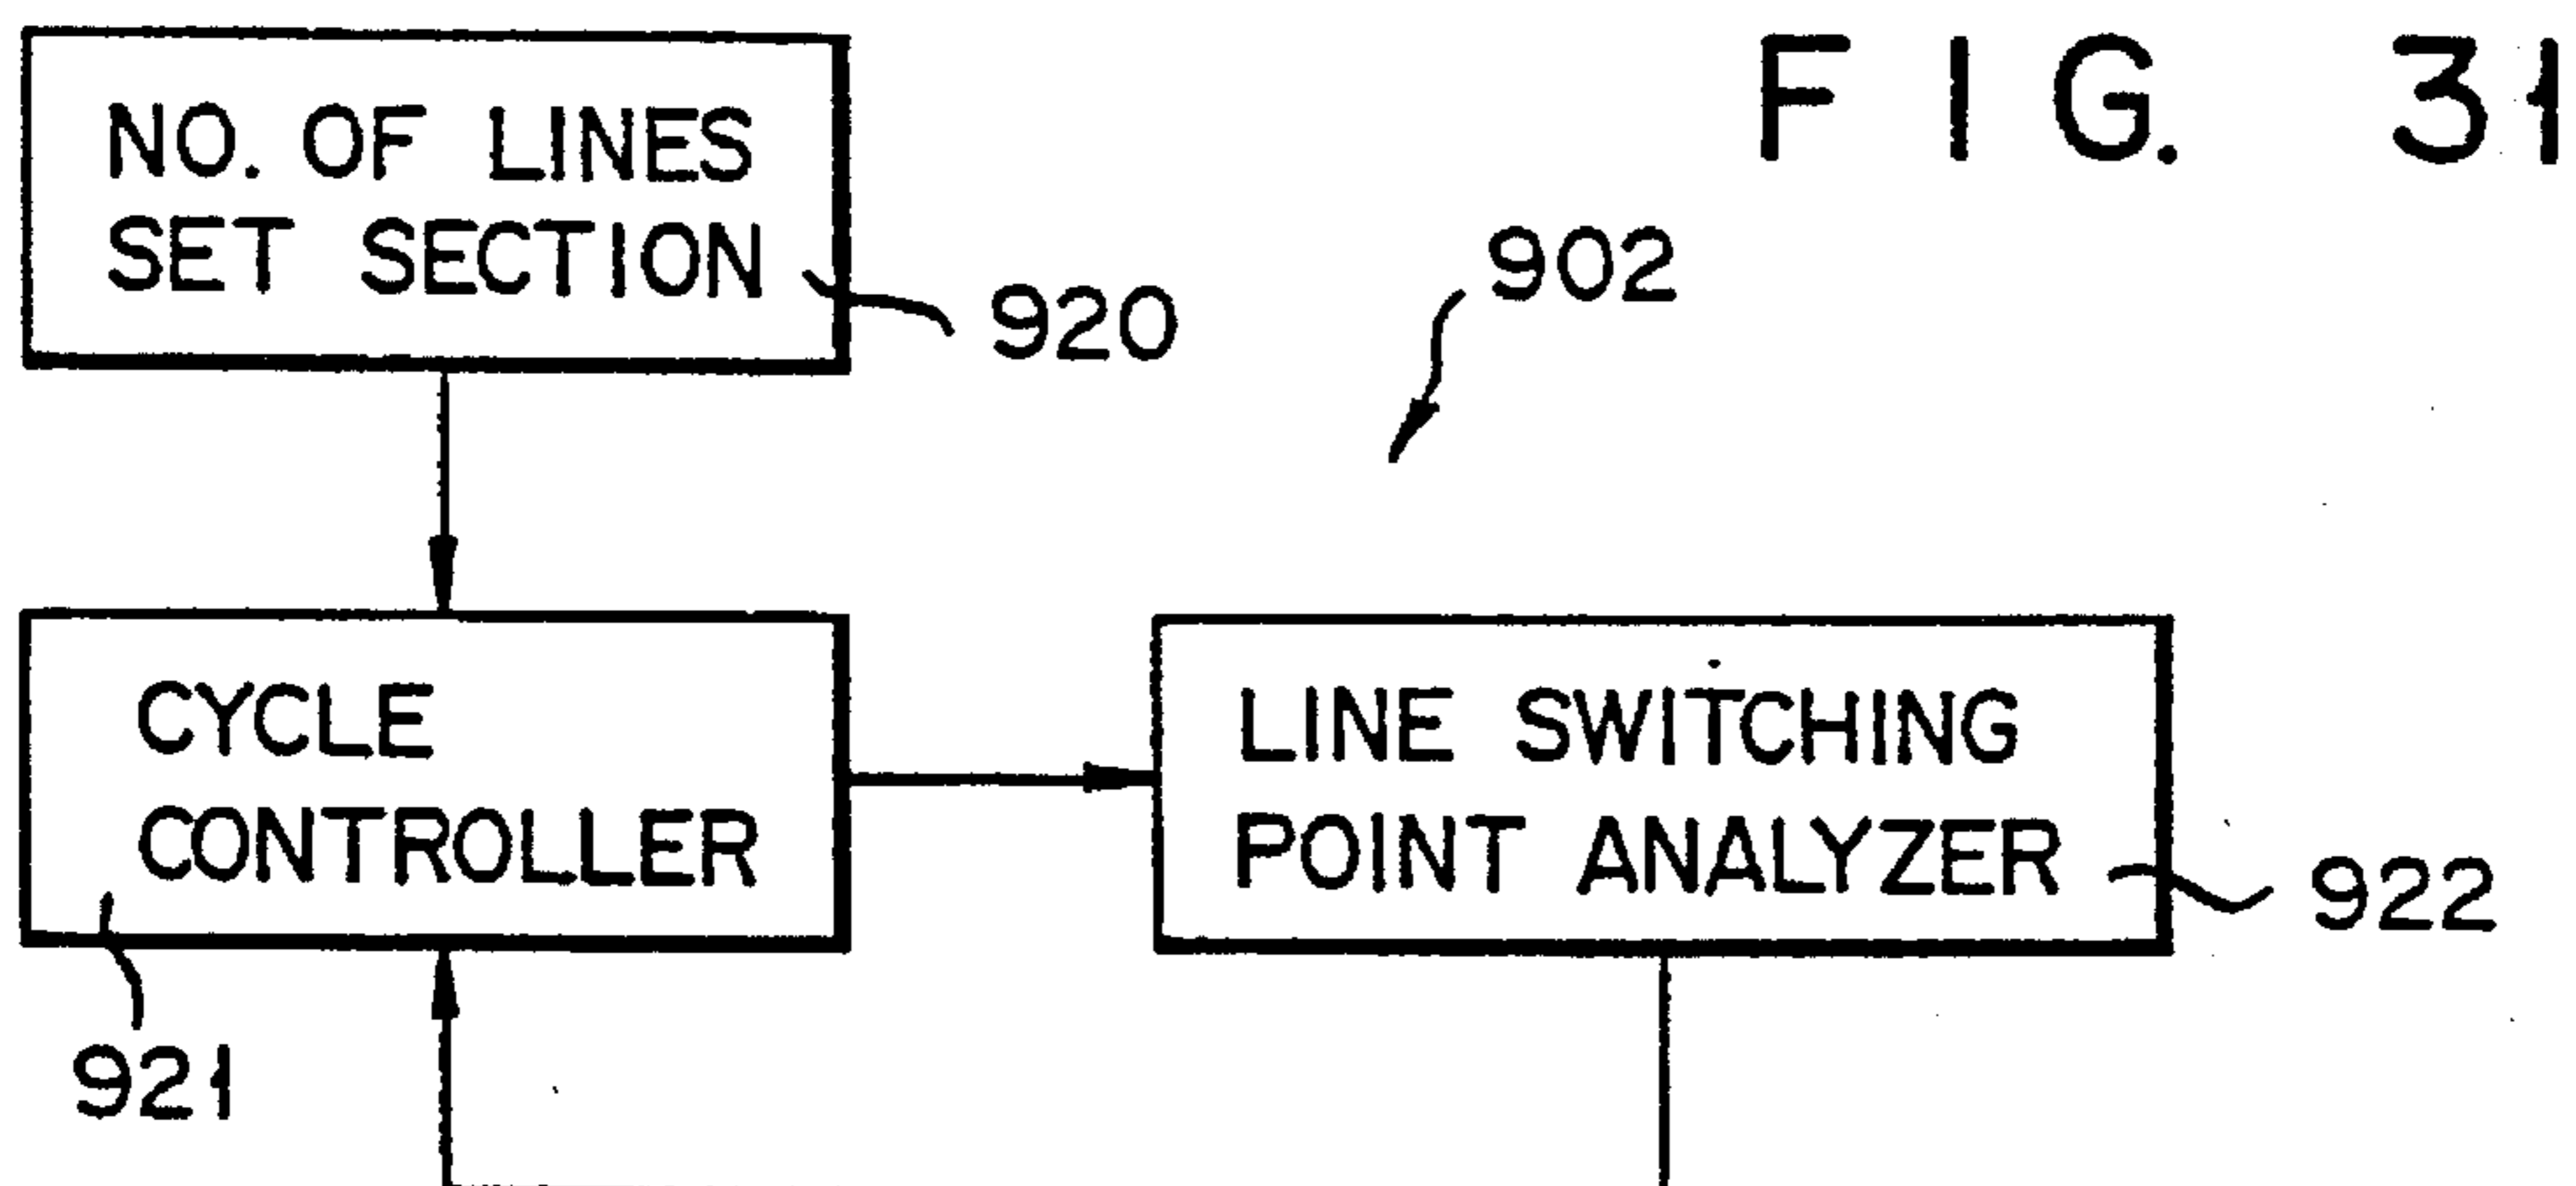 FIG. 31
NO. OF LINES
SET SECTION
920
902
CYCLE
CONTROLLER
921
LINE SWITCHING
POINT ANALYZER
922